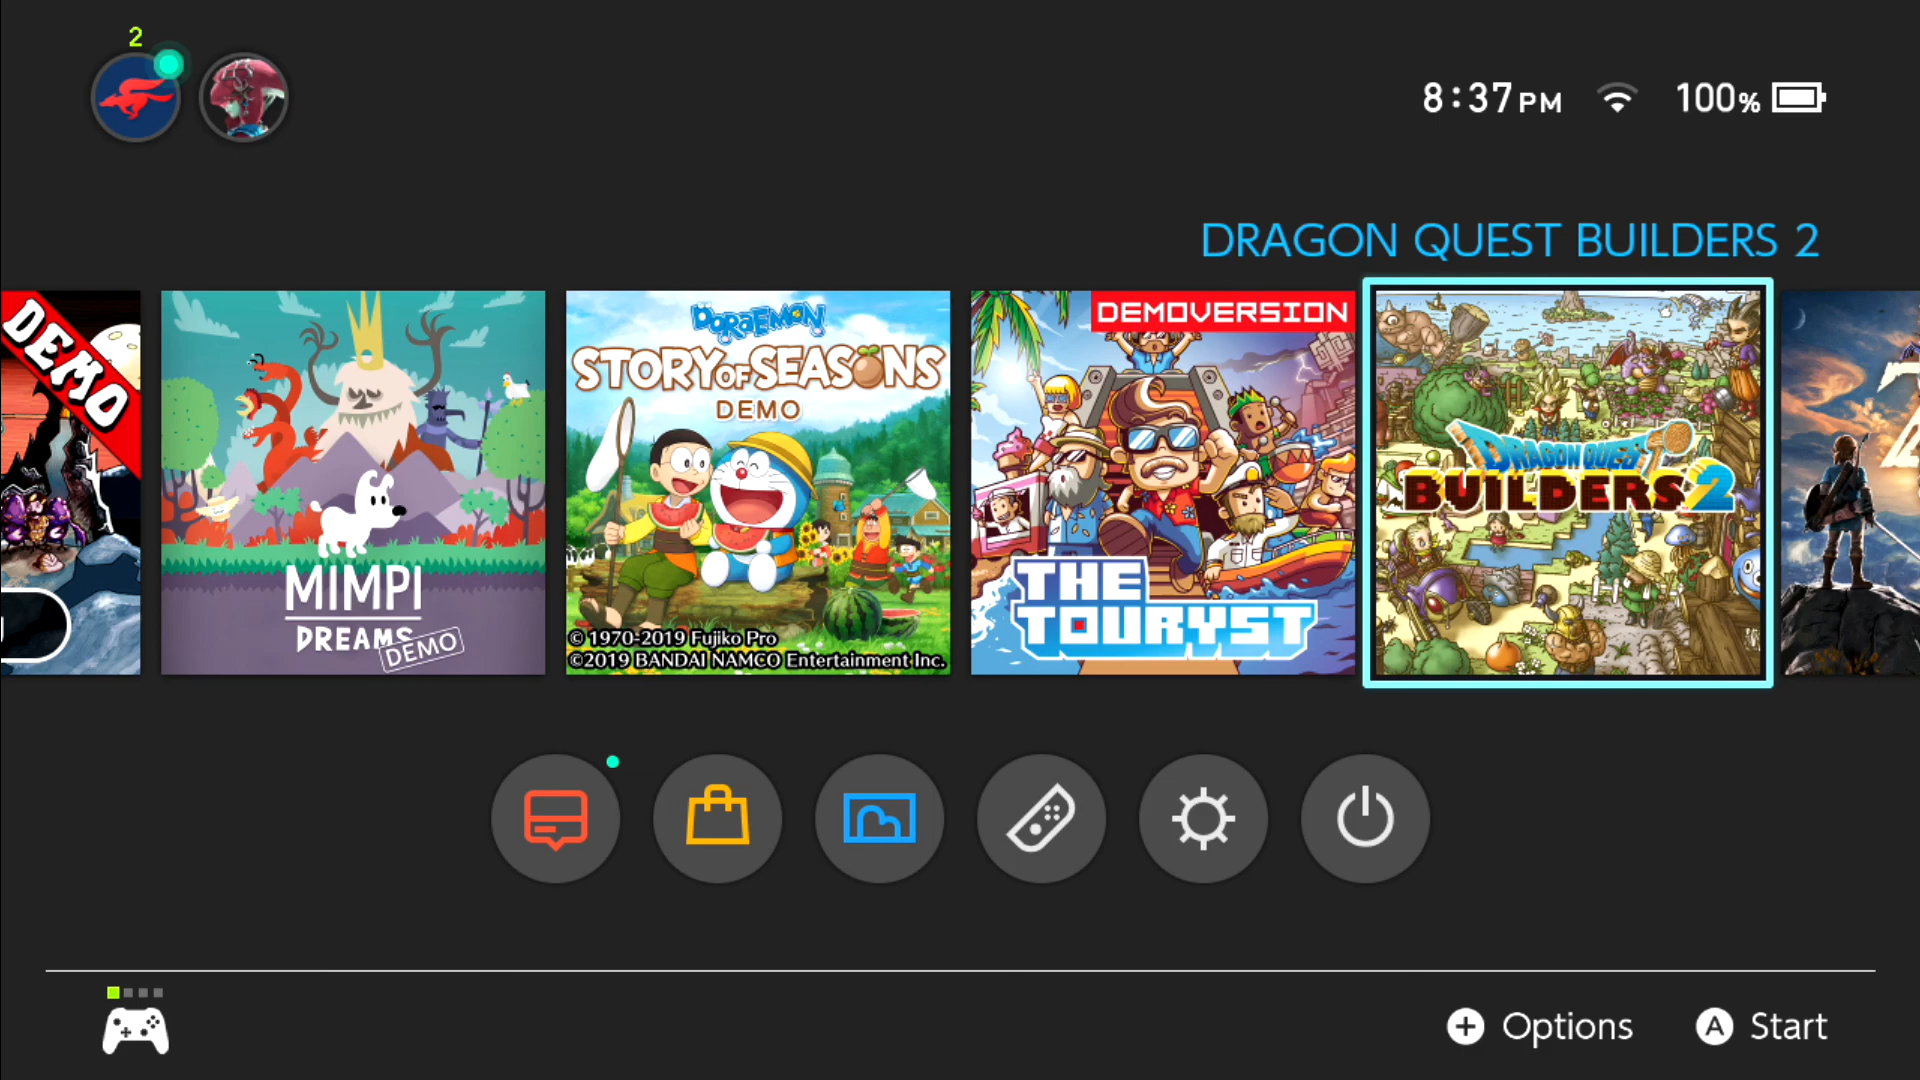 2
8:37PM
100%
DRAGON QUEST BUILDERS 2
DEMO
MIMPI
DREAMS
DEMO
DORAEMON
STORY OF SEASONS
DEMO
© 1970-2019 Fujiko Pro
©2019 BANDAI NAMCO Entertainment Inc.
DEMOVERSION
THE
TOURYST
DRAGON QUEST
BUILDERS 2
+ Options
A Start